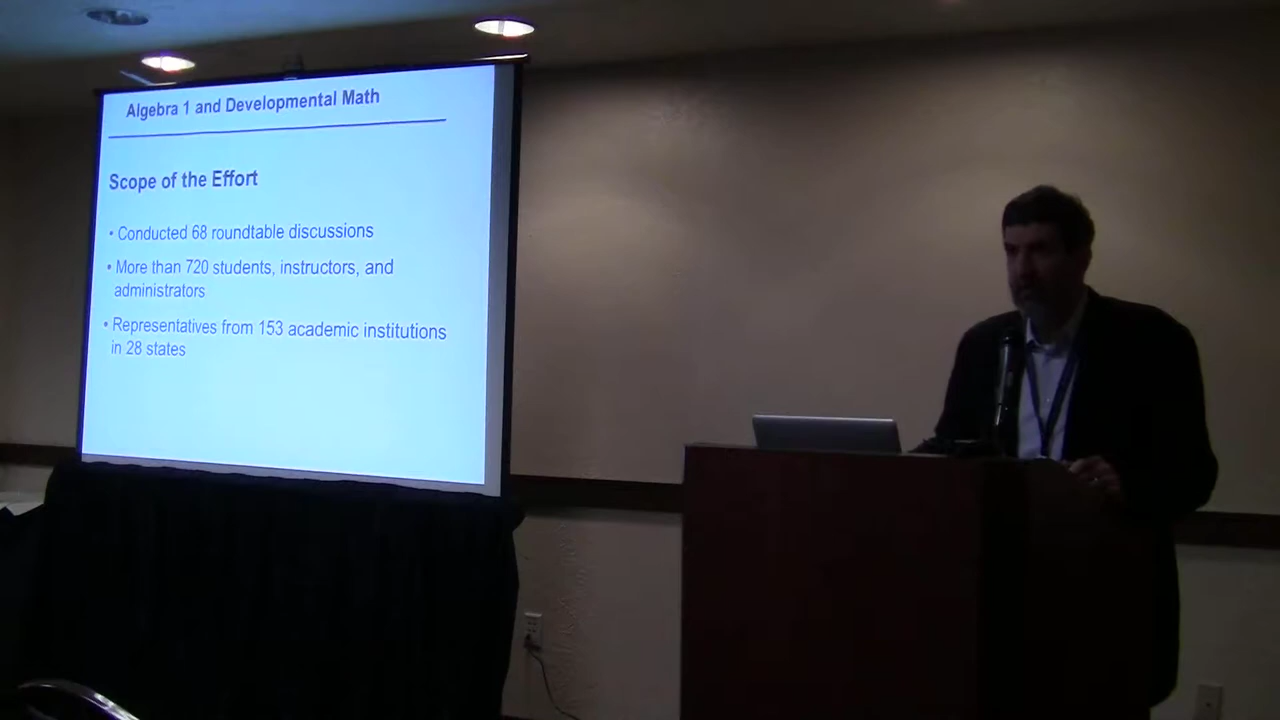 Algebra 1 and Developmental Math
Scope of the Effort
• Conducted 68 roundtable discussions
• More than 720 students, instructors, and
administrators
• Representatives from 153 academic institutions
in 28 states